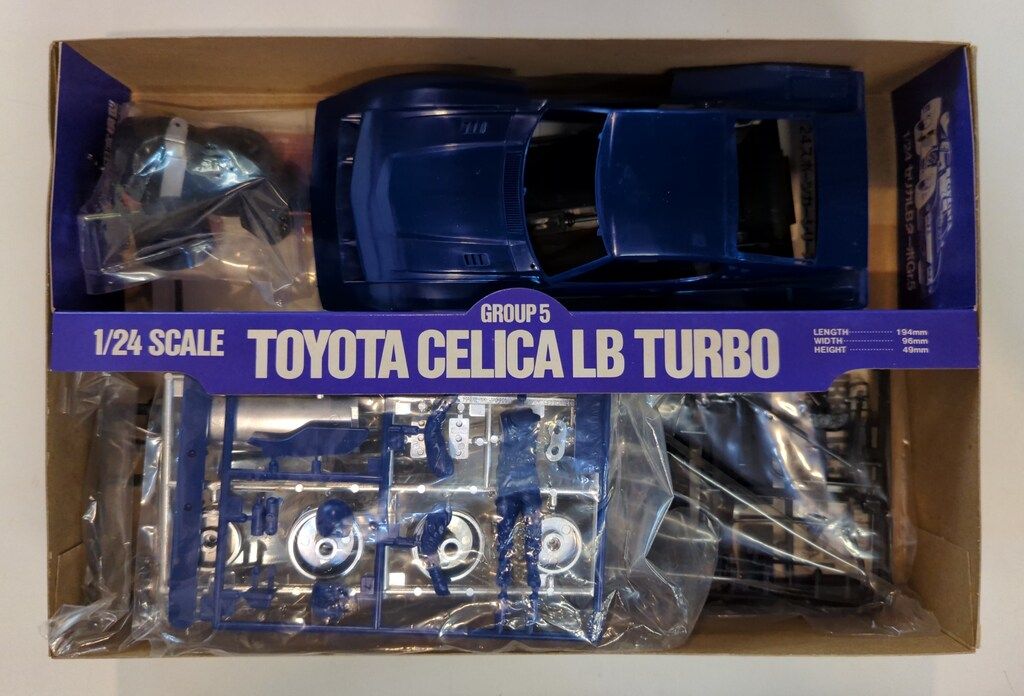 GROUP 5
1/24 SCALE
TOYOTA CELICA LB TURBO
LENGTH 194mm
WIDTH 96mm
HEIGHT 49mm